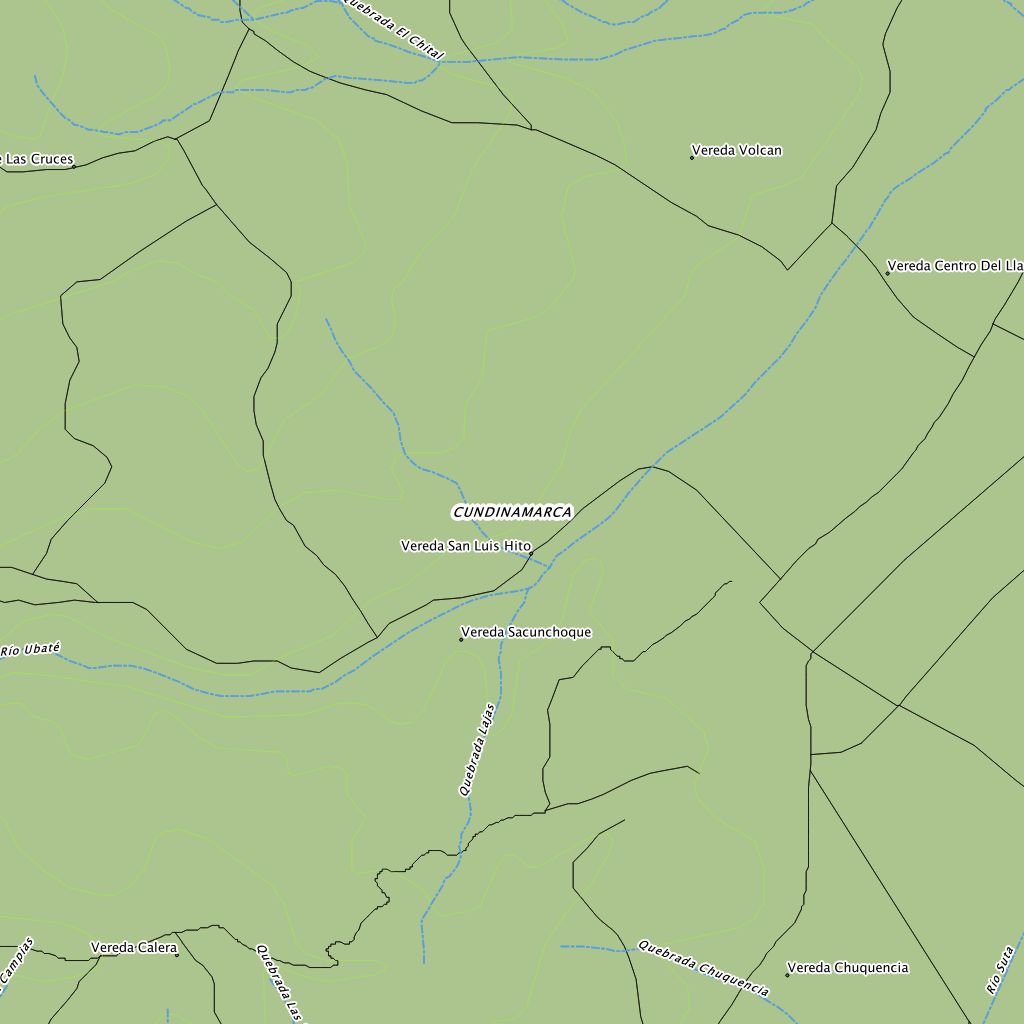 Quebrada El Chital
Vereda Volcan
Las Cruces
Vereda Centro Del
CUNDINAMARCA
Vereda San Luis Hito
Vereda Sacunchoque
Río Ubaté
Quebrada Lajas
Vereda Calera
Quebrada Las
Quebrada Chuquencia
Vereda Chuquencia
Río Suta
Campias